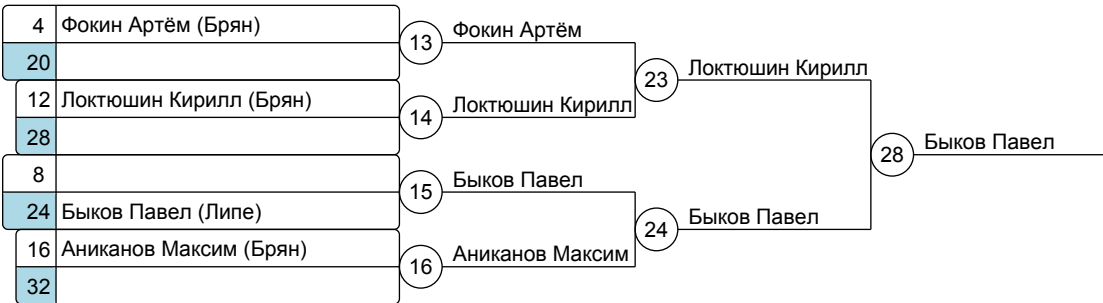 4 Фокин Артём (Брян)
20
12 Локтюшин Кирилл (Брян)
28
8
24 Быков Павел (Липе)
16 Аниканов Максим (Брян)
32
13 Фокин Артём
14 Локтюшин Кирилл
15 Быков Павел
16 Аниканов Максим
23 Локтюшин Кирилл
24 Быков Павел
28 Быков Павел